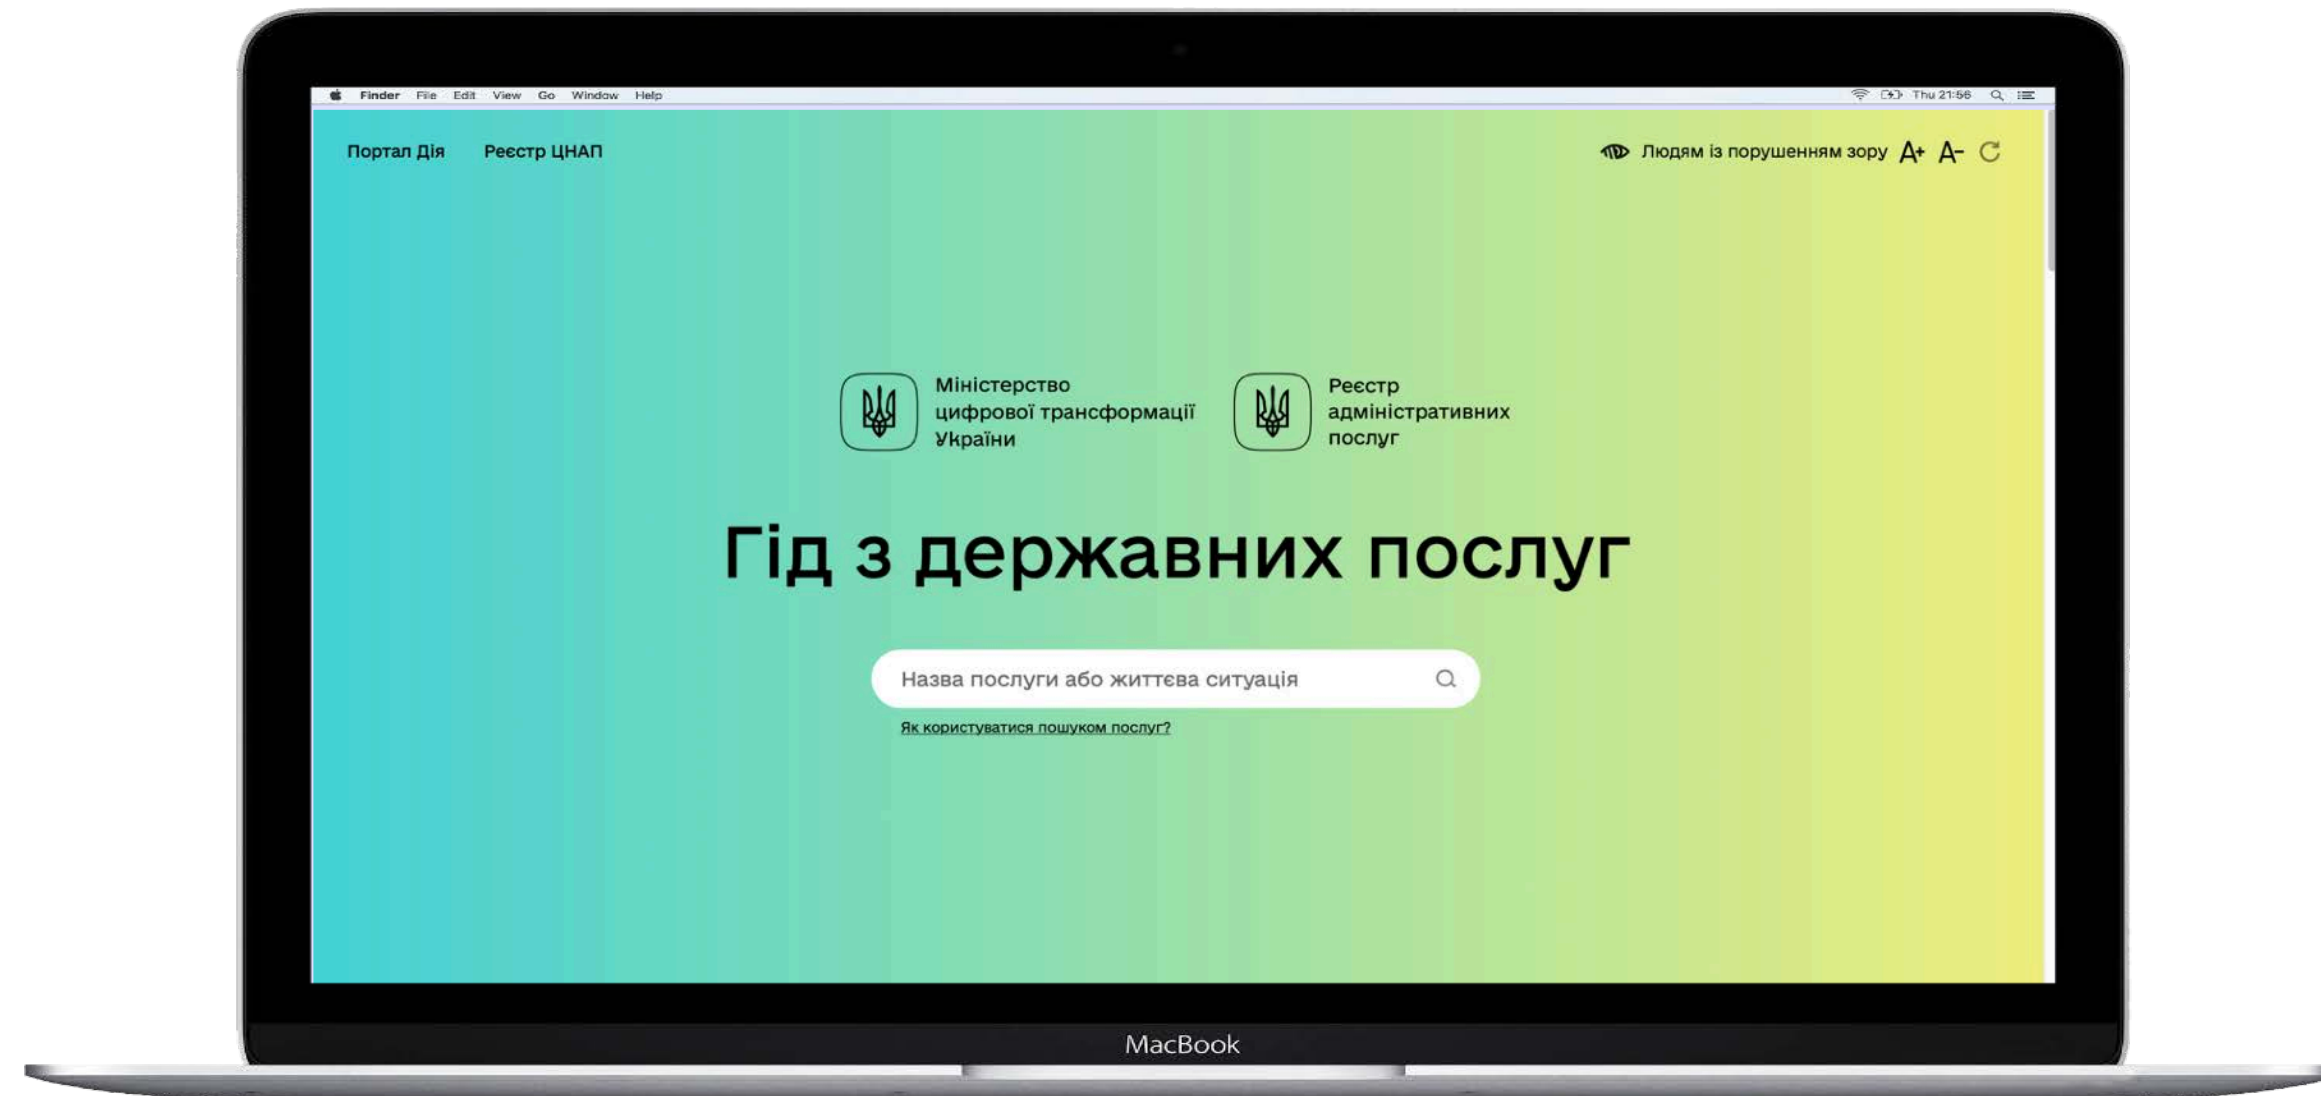 Finder File Edit View Go Window Help Thu 21:56
Портал Дія Реєстр ЦНАП Людям із порушенням зору A+ A-
Міністерство
цифрової трансформації
України
Реєстр
адміністративних
послуг
Гід з державних послуг
Назва послуги або життєва ситуація
Як користуватися пошуком послуг?
MacBook